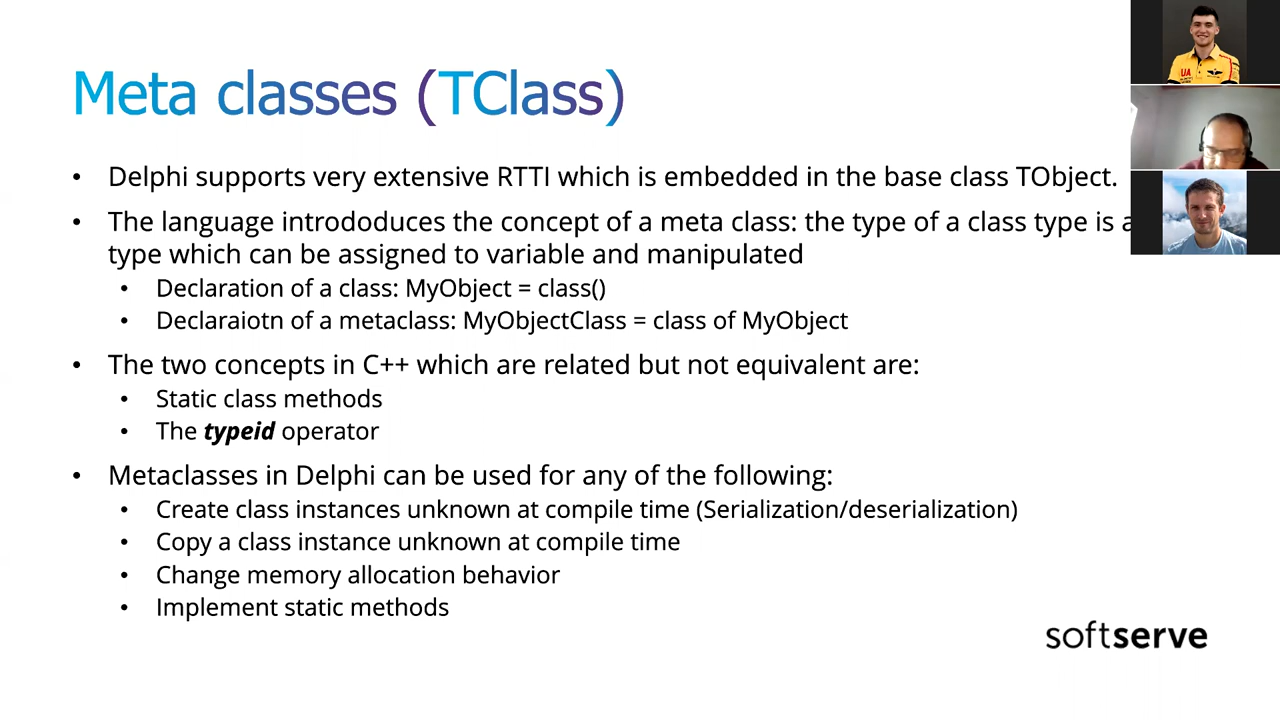 Meta classes (TClass)
• Delphi supports very extensive RTTI which is embedded in the base class TObject.
• The language intrododuces the concept of a meta class: the type of a class type is a
type which can be assigned to variable and manipulated
• Declaration of a class: MyObject = class()
• Declaraiotn of a metaclass: MyObjectClass = class of MyObject
• The two concepts in C++ which are related but not equivalent are:
• Static class methods
• The typeid operator
• Metaclasses in Delphi can be used for any of the following:
• Create class instances unknown at compile time (Serialization/deserialization)
• Copy a class instance unknown at compile time
• Change memory allocation behavior
• Implement static methods
softserve
UA